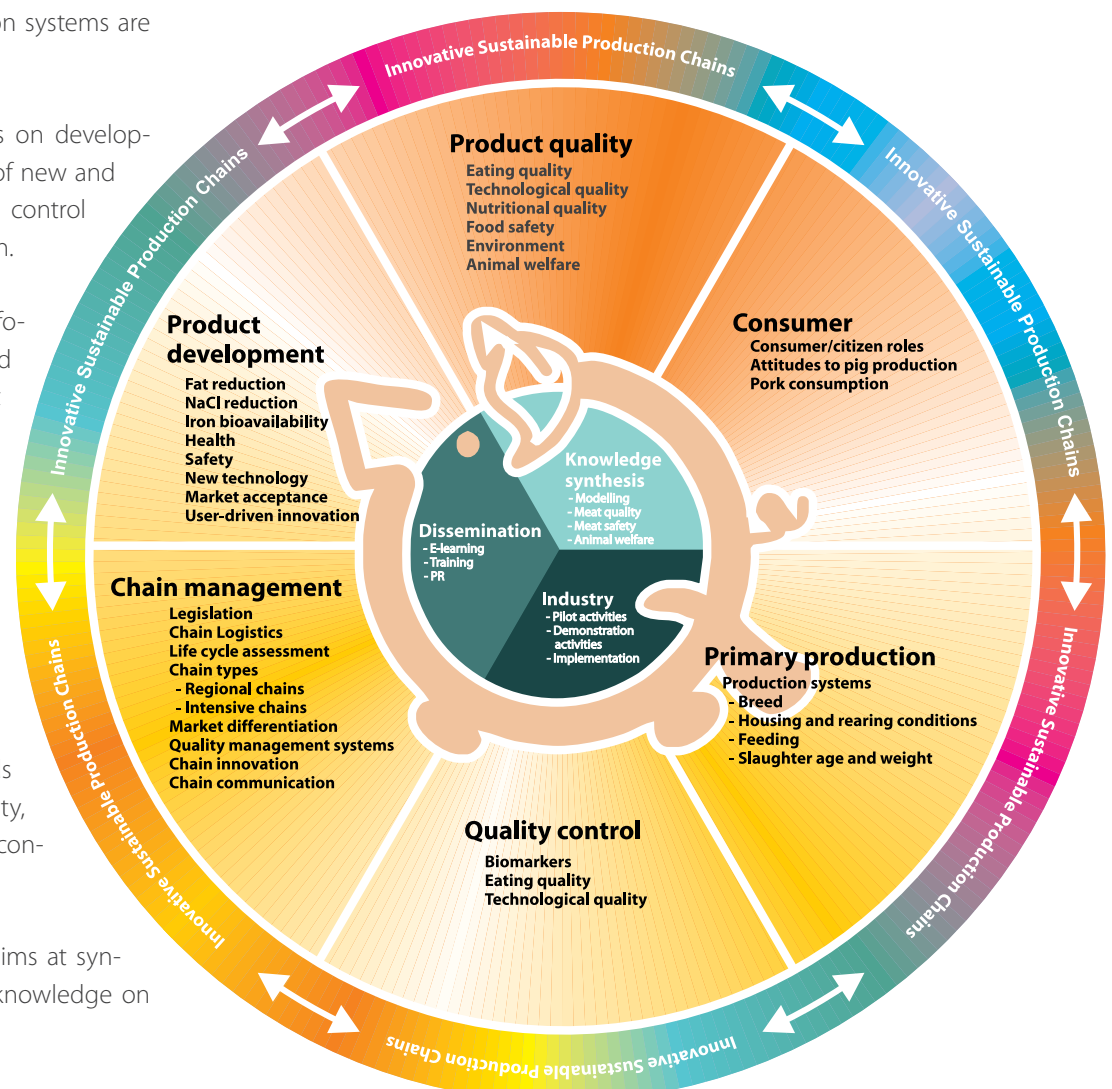 on systems are
s on develop-
of new and
control
n.
fo-
d
s
ty,
con-
ims at syn-
knowledge on
Innovative Sustainable Production Chains
Innovative Sustainable Production Chains
Innovative Sustainable Production Chains
Innovative Sustainable Production Chains
Innovative Sustainable Production Chains
Innovative Sustainable Production Chains
Product quality
Eating quality
Technological quality
Nutritional quality
Food safety
Environment
Animal welfare
Consumer
Consumer/citizen roles
Attitudes to pig production
Pork consumption
Primary production
Production systems
- Breed
- Housing and rearing conditions
- Feeding
- Slaughter age and weight
Quality control
Biomarkers
Eating quality
Technological quality
Chain management
Legislation
Chain Logistics
Life cycle assessment
Chain types
- Regional chains
- Intensive chains
Market differentiation
Quality management systems
Chain innovation
Chain communication
Product
development
Fat reduction
NaCl reduction
Iron bioavailability
Health
Safety
New technology
Market acceptance
User-driven innovation
Knowledge
synthesis
- Modelling
- Meat quality
- Meat safety
- Animal welfare
Dissemination
- E-learning
- Training
- PR
Industry
- Pilot activities
- Demonstration
activities
- Implementation